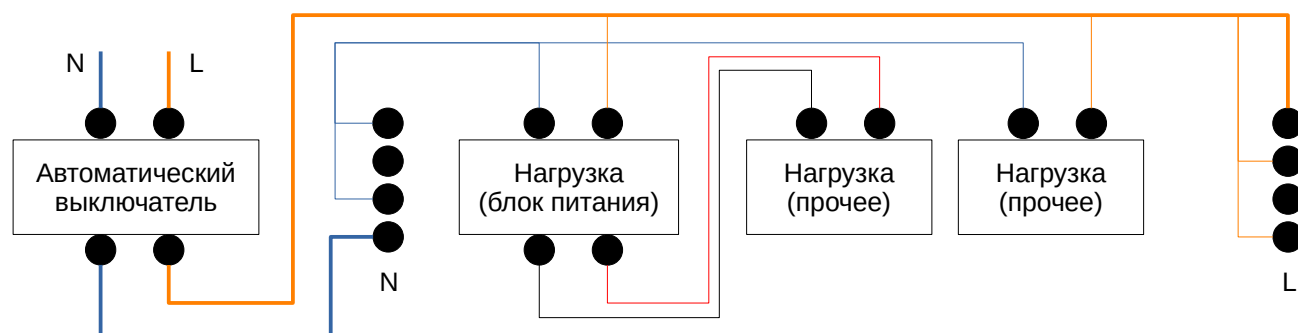 N
L
Автоматический
выключатель
N
Нагрузка
(блок питания)
Нагрузка
(прочее)
Нагрузка
(прочее)
L